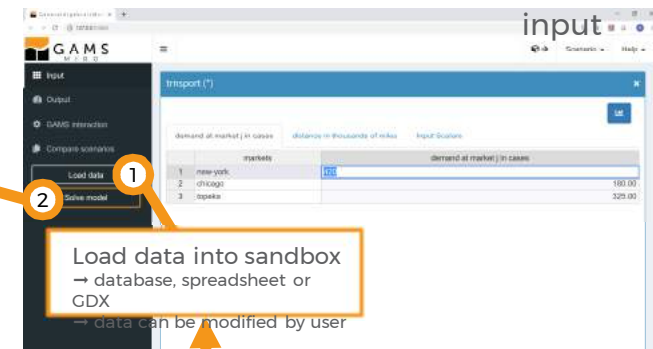 input
GAMS
MIRO
Scenario
Help
Input
Output
GAMS interaction
Compare scenarios
Load data
Solve model
1
2
trnsport (*)
demand at market j in cases
distance in thousands of miles
Input Scalars
markets
demand at market j in cases
1 new-york
2 chicago 180.00
3 topeka 325.00
Load data into sandbox
→ database, spreadsheet or
GDX
→ data can be modified by user